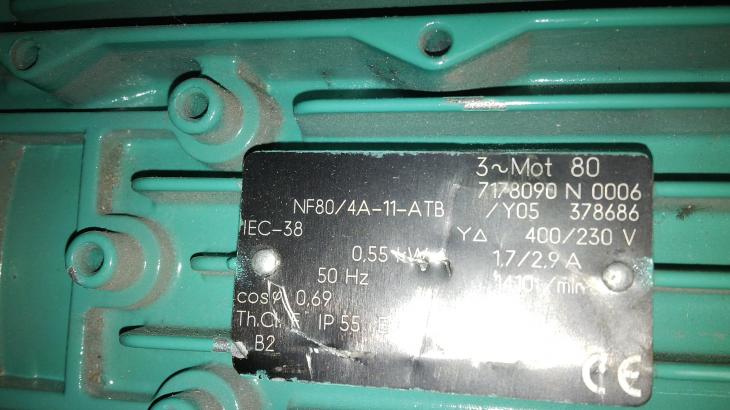 3~Mot 80
7178090 N 0006
NF80/4A-11-ATB /Y05 378686
IEC-38 Y△ 400/230 V
0,55 kW 1.7/2.9 A
50 Hz 1410 /min
cosφ 0,69
Th.Cl. F IP 55
B2
CE